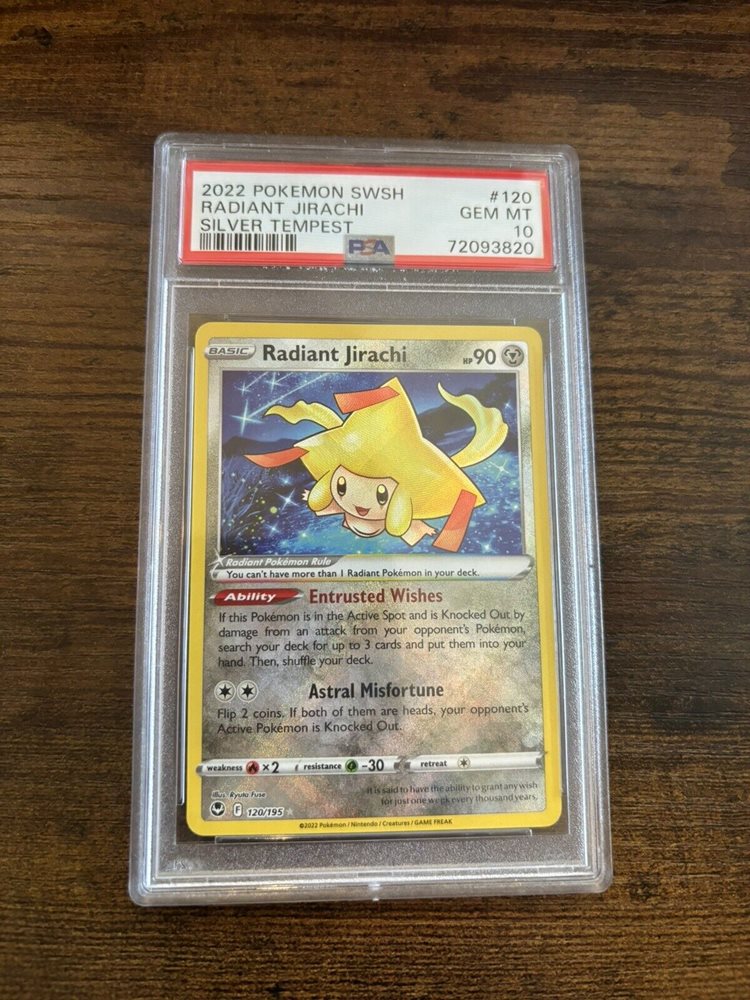 2022 POKEMON SWSH #120
RADIANT JIRACHI GEM MT
SILVER TEMPEST 10
PSA 72093820
BASIC Radiant Jirachi HP 90
Radiant Pokémon Rule
You can't have more than 1 Radiant Pokémon in your deck.
Ability Entrusted Wishes
If this Pokémon is in the Active Spot and is Knocked Out by
damage from an attack from your opponent's Pokémon,
search your deck for up to 3 cards and put them into your
hand. Then, shuffle your deck.
Astral Misfortune
Flip 2 coins. If both of them are heads, your opponent's
Active Pokémon is Knocked Out.
weakness ×2 resistance -30 retreat
Illus. Ryuta Fuse
It is said to have the ability to grant any wish
for just one week every thousand years.
F 120/195
©2022 Pokémon / Nintendo / Creatures / GAME FREAK